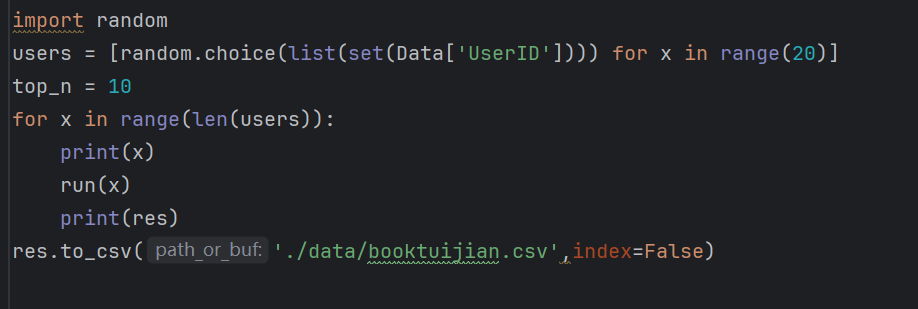 import random
users = [random.choice(list(set(Data['UserID']))) for x in range(20)]
top_n = 10
for x in range(len(users)):
    print(x)
    run(x)
    print(res)
res.to_csv( path_or_buf: './data/booktuijian.csv',index=False)